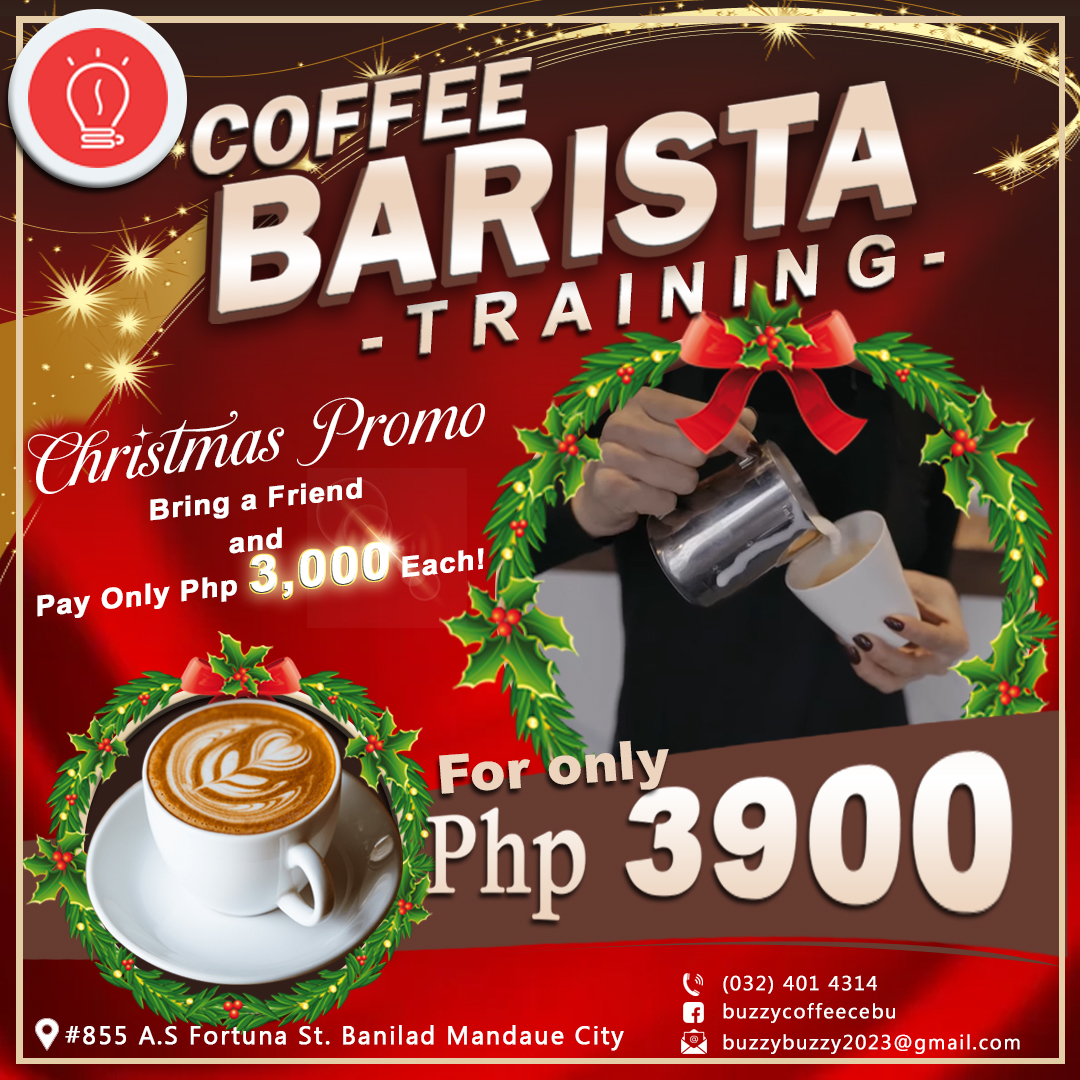 COFFEE
BARISTA
-TRAINING-
Christmas Promo
Bring a Friend
and
Pay Only Php 3,000 Each!
For only
Php 3900
(032) 401 4314
buzzycoffeecebu
#855 A.S Fortuna St. Banilad Mandaue City
buzzybuzzy2023@gmail.com